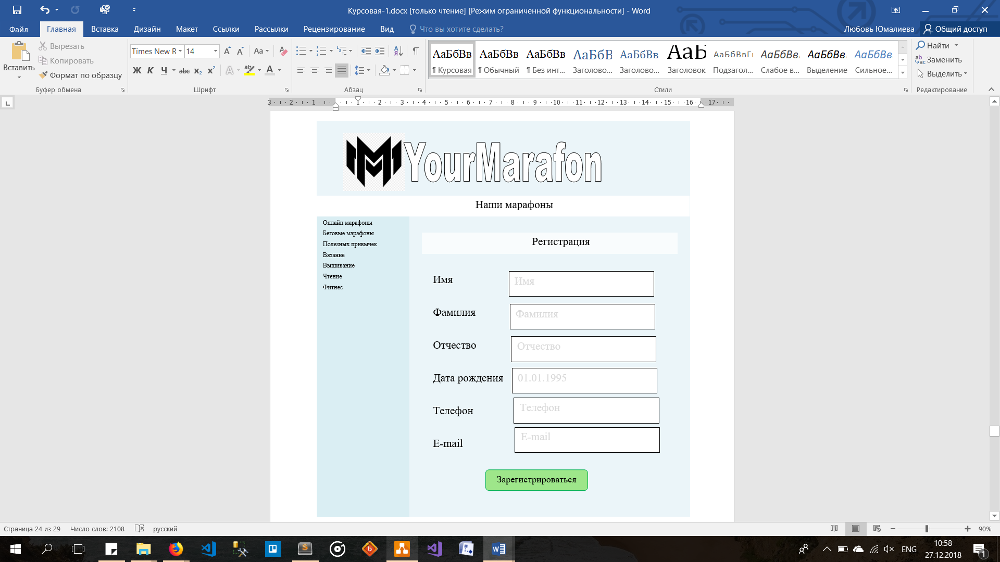 Курсовая-1.docx [только чтение] [Режим ограниченной функциональности] - Word
Файл Главная Вставка Дизайн Макет Ссылки Рассылки Рецензирование Вид Что вы хотите сделать? Любовь Юмалиева Общий доступ
Вставить
Вырезать
Копировать
Формат по образцу
Буфер обмена
Times New R 14
Ж К Ч abc x₂ x²
Шрифт
Абзац
АаБбВв АаБбВв АаБбВв АаБбВ АаБбВв АаБ АаБбВвГг АаБбВв АаБбВв АаБбВв
¶ Курсовая ¶ Обычный ¶ Без инт... Заголово... Заголово... Заголовок Подзагол... Слабое в... Выделение Сильное...
Стили
Найти
Заменить
Выделить
Редактирование
3 2 1 1 2 3 4 5 6 7 8 9 10 11 12 13 14 15 16 17
YourMarafon
Наши марафоны
Онлайн марафоны
Беговые марафоны
Полезных привычек
Вязание
Вышивание
Чтение
Фитнес
Регистрация
Имя Имя
Фамилия Фамилия
Отчество Отчество
Дата рождения 01.01.1995
Телефон Телефон
E-mail E-mail
Зарегистрироваться
Страница 24 из 29 Число слов: 2108 русский 90%
ENG 10:58
27.12.2018
1